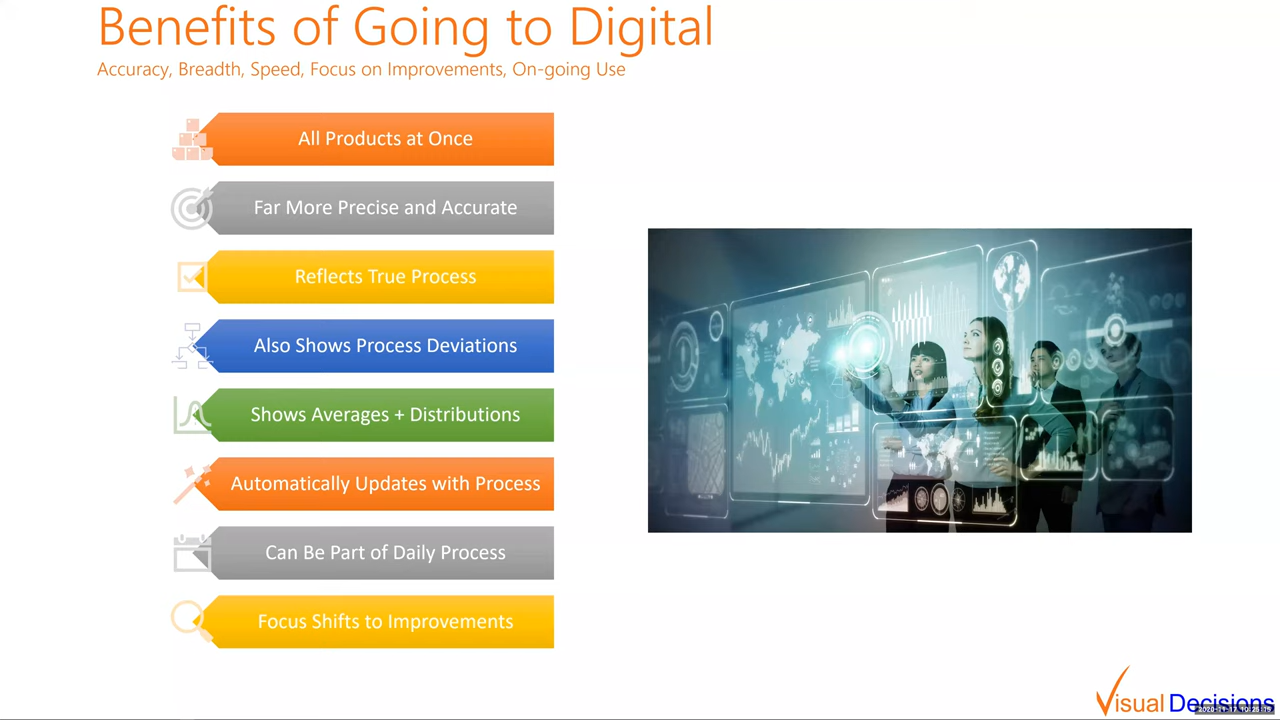 Benefits of Going to Digital
Accuracy, Breadth, Speed, Focus on Improvements, On-going Use
All Products at Once
Far More Precise and Accurate
Reflects True Process
Also Shows Process Deviations
Shows Averages + Distributions
Automatically Updates with Process
Can Be Part of Daily Process
Focus Shifts to Improvements
Visual Decisions